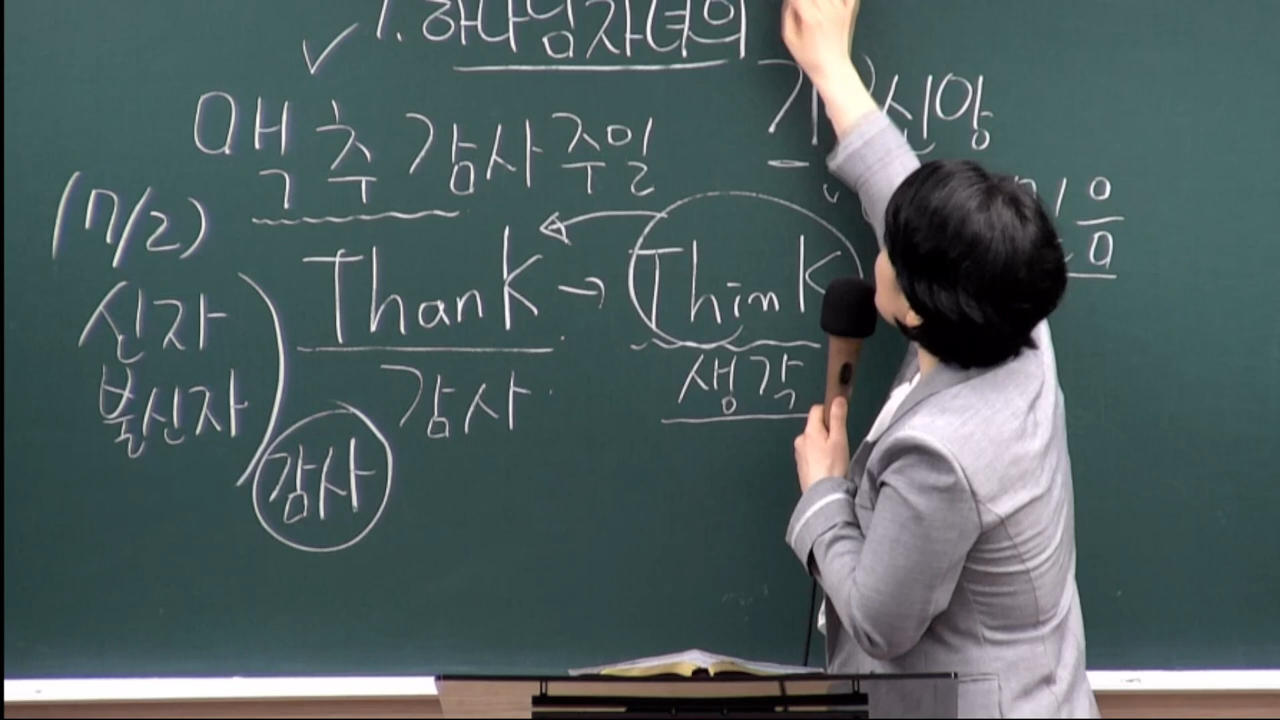 1. 하나님자녀의
신앙
맥추감사주일
(7/2)
Thank → Think
신자
불신자
감사
생각
감사